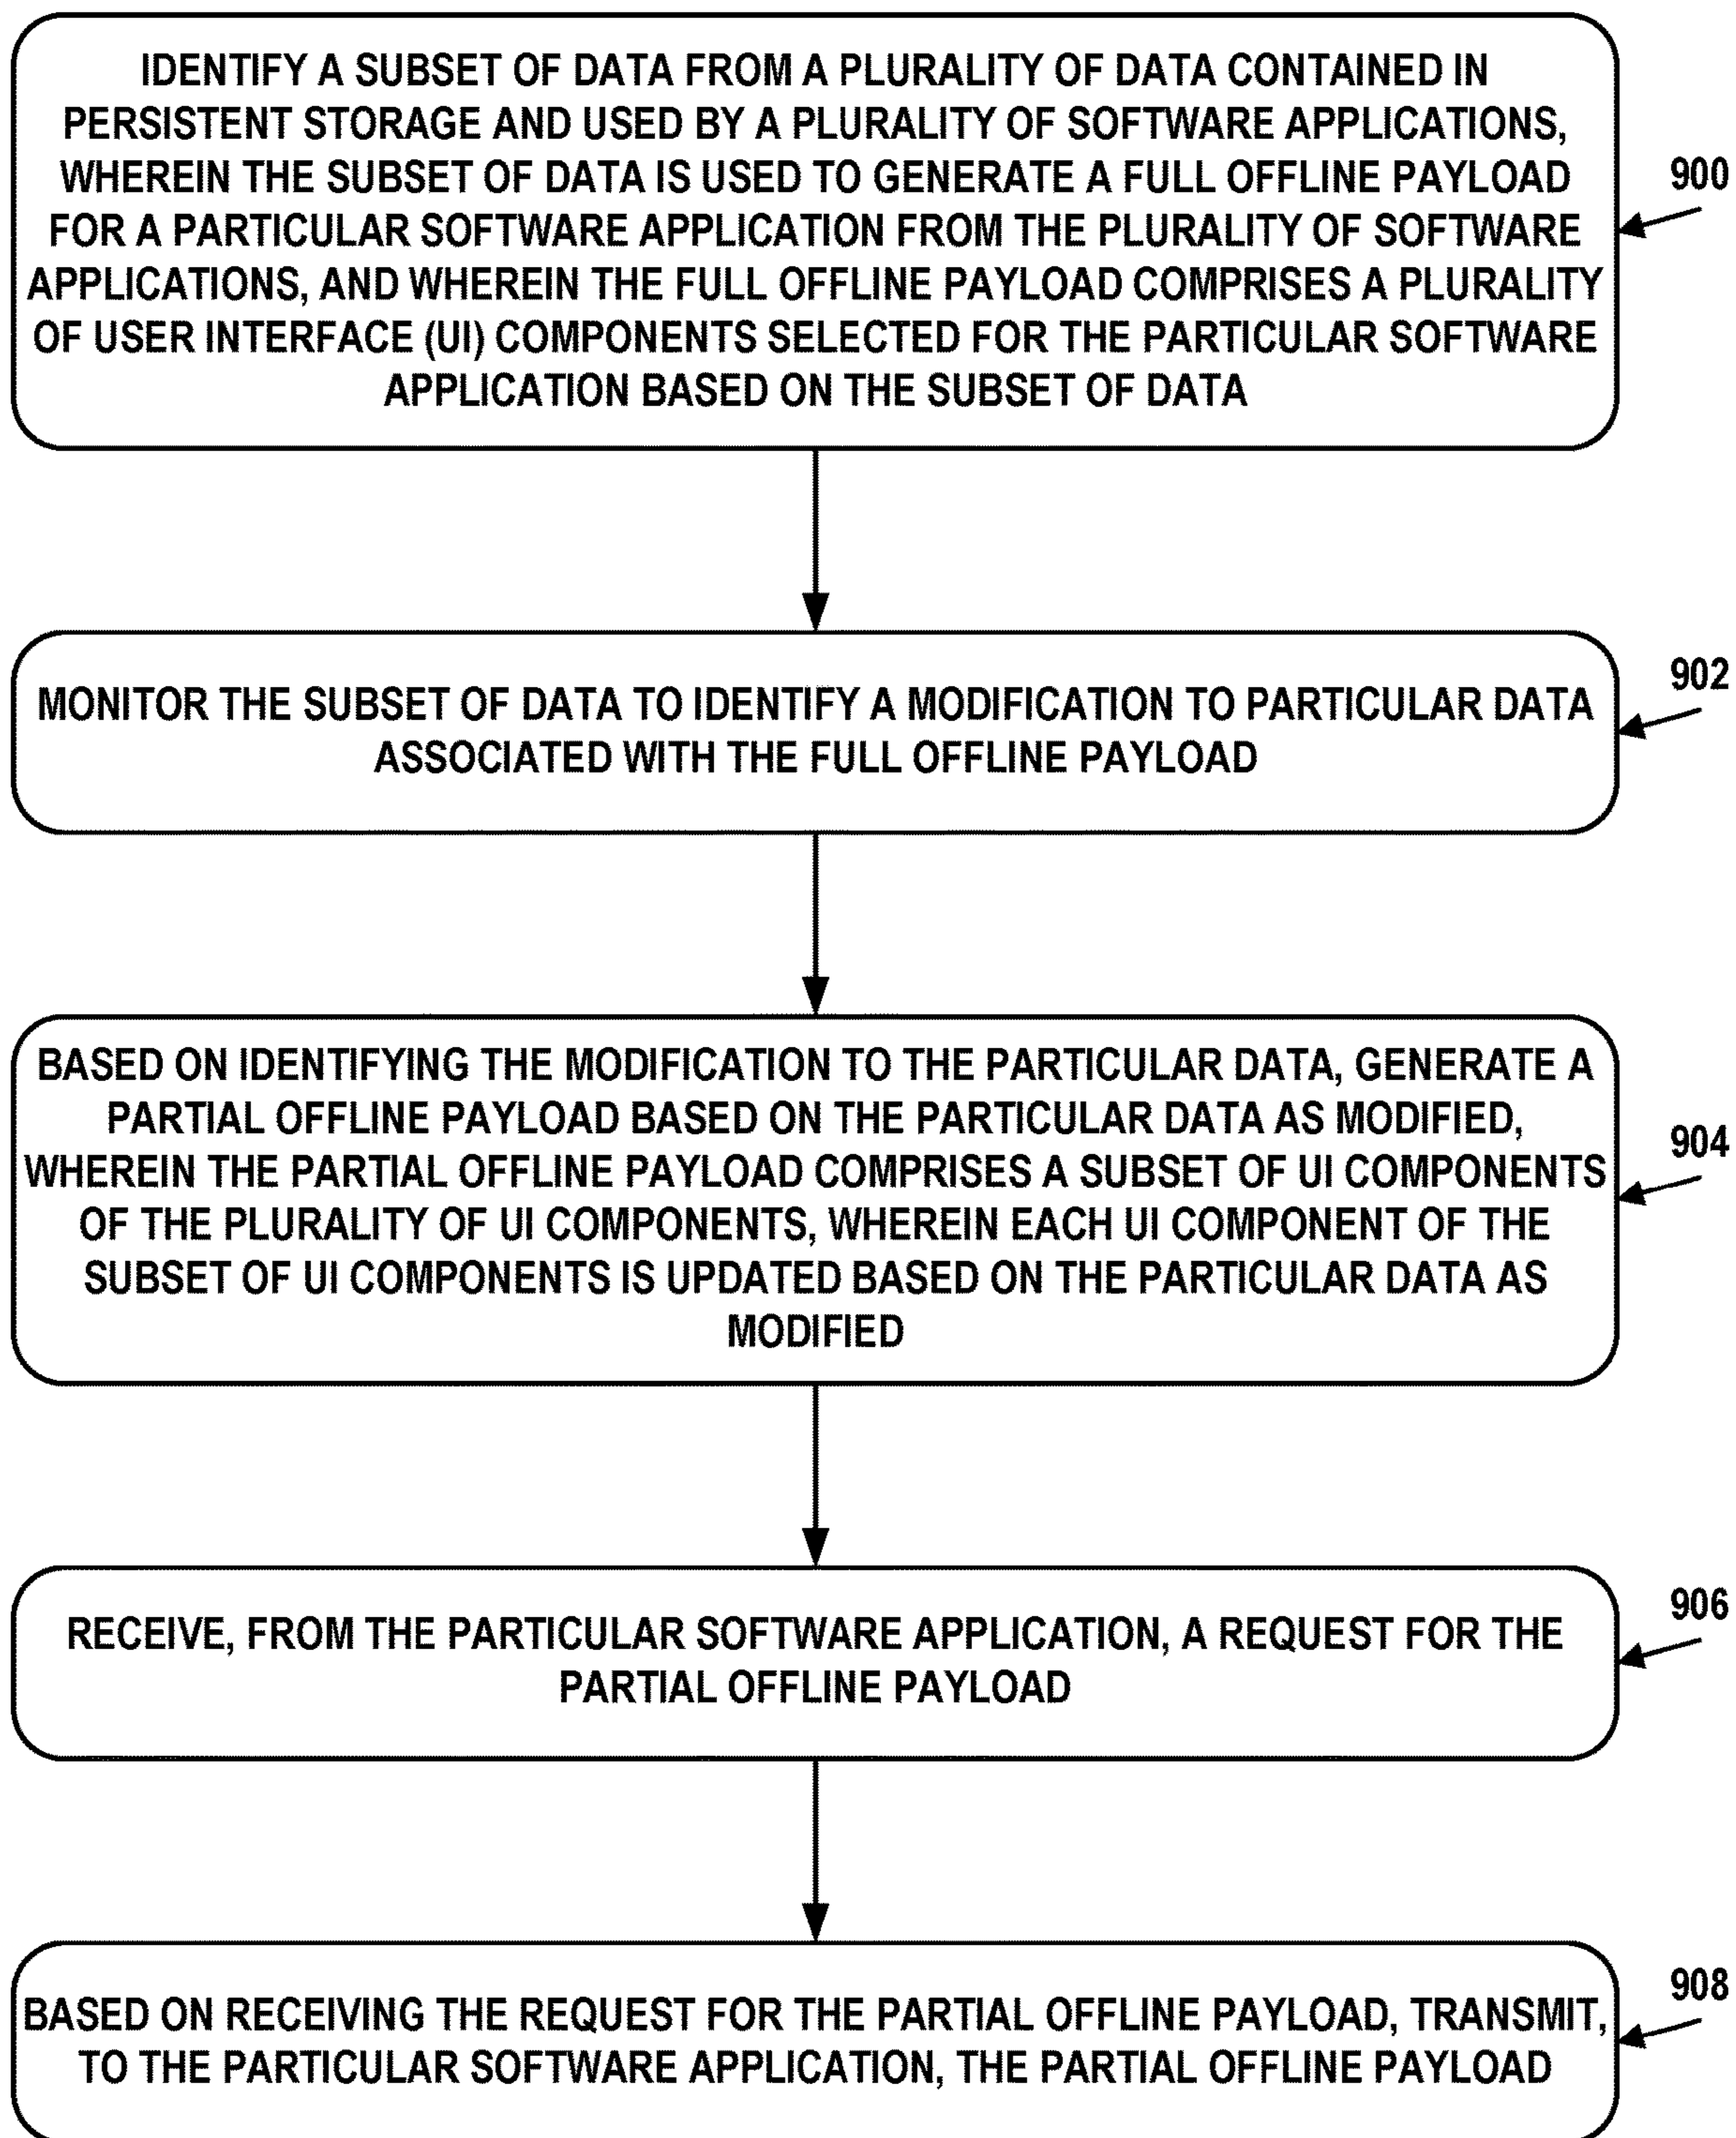 IDENTIFY A SUBSET OF DATA FROM A PLURALITY OF DATA CONTAINED IN
PERSISTENT STORAGE AND USED BY A PLURALITY OF SOFTWARE APPLICATIONS,
WHEREIN THE SUBSET OF DATA IS USED TO GENERATE A FULL OFFLINE PAYLOAD
FOR A PARTICULAR SOFTWARE APPLICATION FROM THE PLURALITY OF SOFTWARE
APPLICATIONS, AND WHEREIN THE FULL OFFLINE PAYLOAD COMPRISES A PLURALITY
OF USER INTERFACE (UI) COMPONENTS SELECTED FOR THE PARTICULAR SOFTWARE
APPLICATION BASED ON THE SUBSET OF DATA
900
MONITOR THE SUBSET OF DATA TO IDENTIFY A MODIFICATION TO PARTICULAR DATA
ASSOCIATED WITH THE FULL OFFLINE PAYLOAD
902
BASED ON IDENTIFYING THE MODIFICATION TO THE PARTICULAR DATA, GENERATE A
PARTIAL OFFLINE PAYLOAD BASED ON THE PARTICULAR DATA AS MODIFIED,
WHEREIN THE PARTIAL OFFLINE PAYLOAD COMPRISES A SUBSET OF UI COMPONENTS
OF THE PLURALITY OF UI COMPONENTS, WHEREIN EACH UI COMPONENT OF THE
SUBSET OF UI COMPONENTS IS UPDATED BASED ON THE PARTICULAR DATA AS
MODIFIED
904
RECEIVE, FROM THE PARTICULAR SOFTWARE APPLICATION, A REQUEST FOR THE
PARTIAL OFFLINE PAYLOAD
906
BASED ON RECEIVING THE REQUEST FOR THE PARTIAL OFFLINE PAYLOAD, TRANSMIT,
TO THE PARTICULAR SOFTWARE APPLICATION, THE PARTIAL OFFLINE PAYLOAD
908